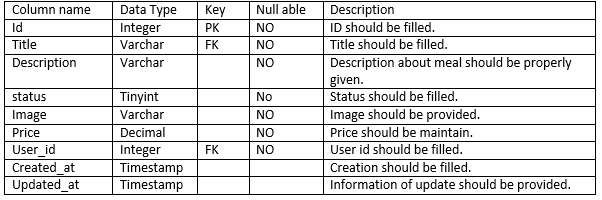 Column name Data Type Key Null able Description
Id Integer PK NO ID should be filled.
Title Varchar FK NO Title should be filled.
Description Varchar NO Description about meal should be properly
given.
status Tinyint No Status should be filled.
Image Varchar NO Image should be provided.
Price Decimal NO Price should be maintain.
User_id Integer FK NO User id should be filled.
Created_at Timestamp Creation should be filled.
Updated_at Timestamp Information of update should be provided.